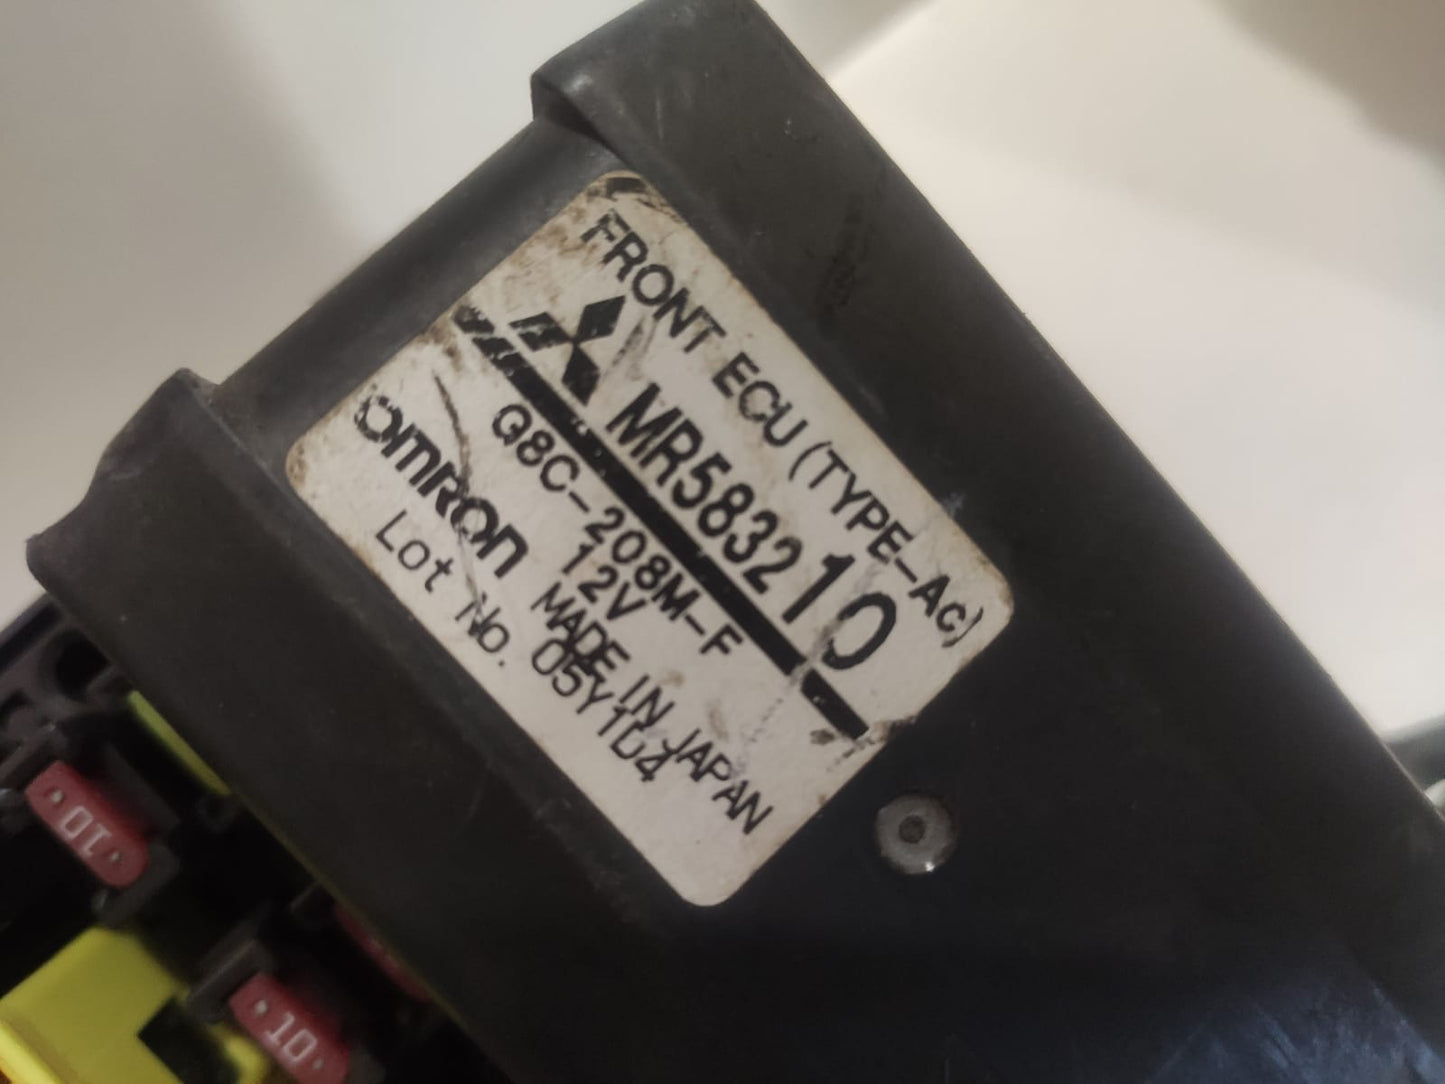 FRONT ECU (TYPE-Ac)
MR583210
Q8C-208M-F
12V
OMRON
MADE IN JAPAN
Lot No. 05Y1D4
10
10